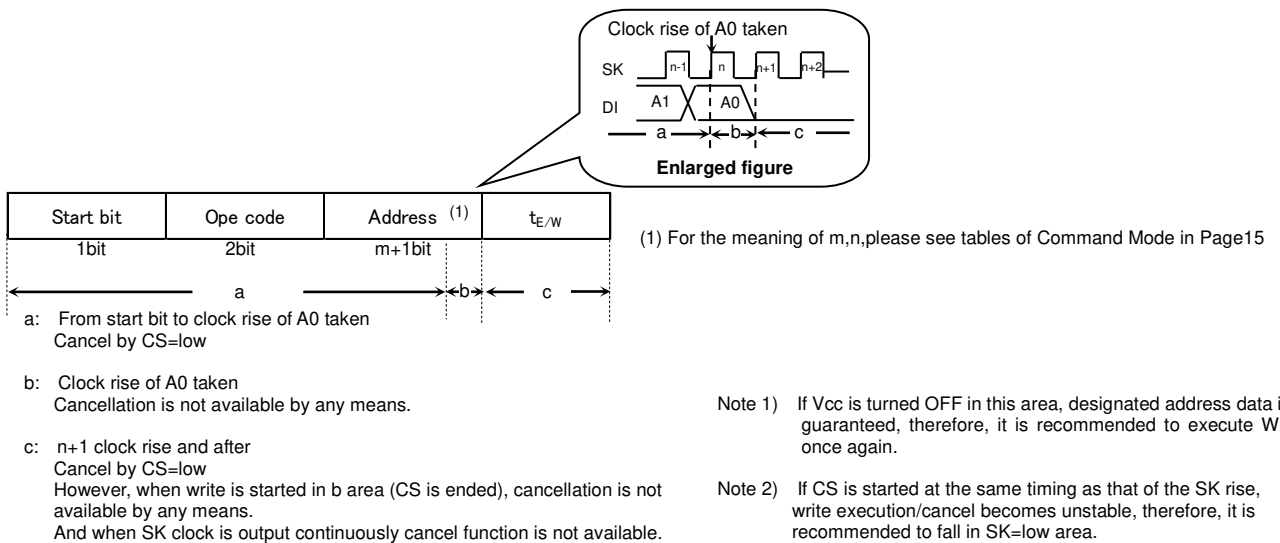 Clock rise of A0 taken
SK n-1 n n+1 n+2
DI A1 A0
a b c
Enlarged figure
Start bit Ope code Address (1) tE/W
1bit 2bit m+1bit
(1) For the meaning of m,n,please see tables of Command Mode in Page15
a b c
a: From start bit to clock rise of A0 taken
Cancel by CS=low
b: Clock rise of A0 taken
Cancellation is not available by any means.
c: n+1 clock rise and after
Cancel by CS=low
However, when write is started in b area (CS is ended), cancellation is not
available by any means.
And when SK clock is output continuously cancel function is not available.
Note 1) If Vcc is turned OFF in this area, designated address data
guaranteed, therefore, it is recommended to execute
once again.
Note 2) If CS is started at the same timing as that of the SK rise,
write execution/cancel becomes unstable, therefore, it is
recommended to fall in SK=low area.